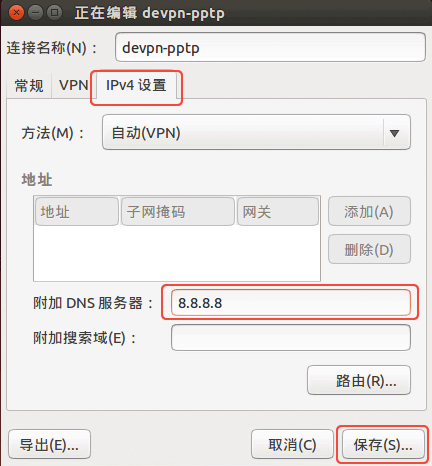 正在编辑 devpn-pptp
连接名称(N)： devpn-pptp
常规 VPN IPv4 设置
方法(M)： 自动(VPN)
地址
地址 子网掩码 网关 添加(A)
删除(D)
附加 DNS 服务器： 8.8.8.8
附加搜索域(E)：
路由(R)...
导出(E)... 取消(C) 保存(S)...